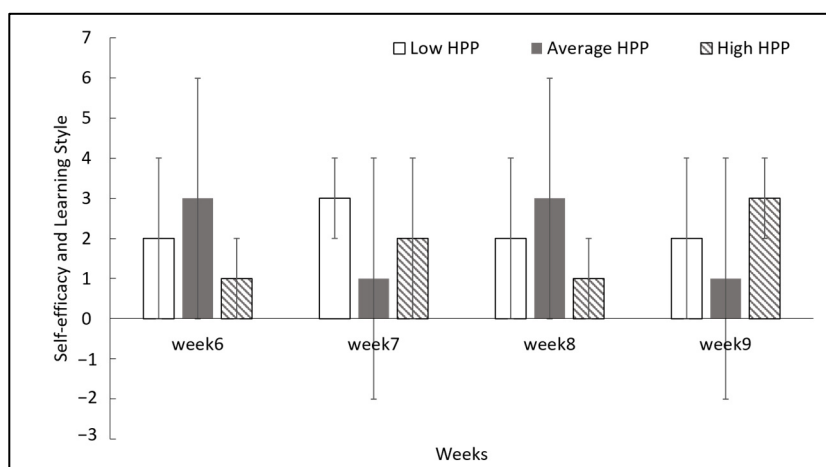 Low HPP Average HPP High HPP
Self-efficacy and Learning Style
7
6
5
4
3
2
1
0
−1
−2
−3
week6 week7 week8 week9
Weeks